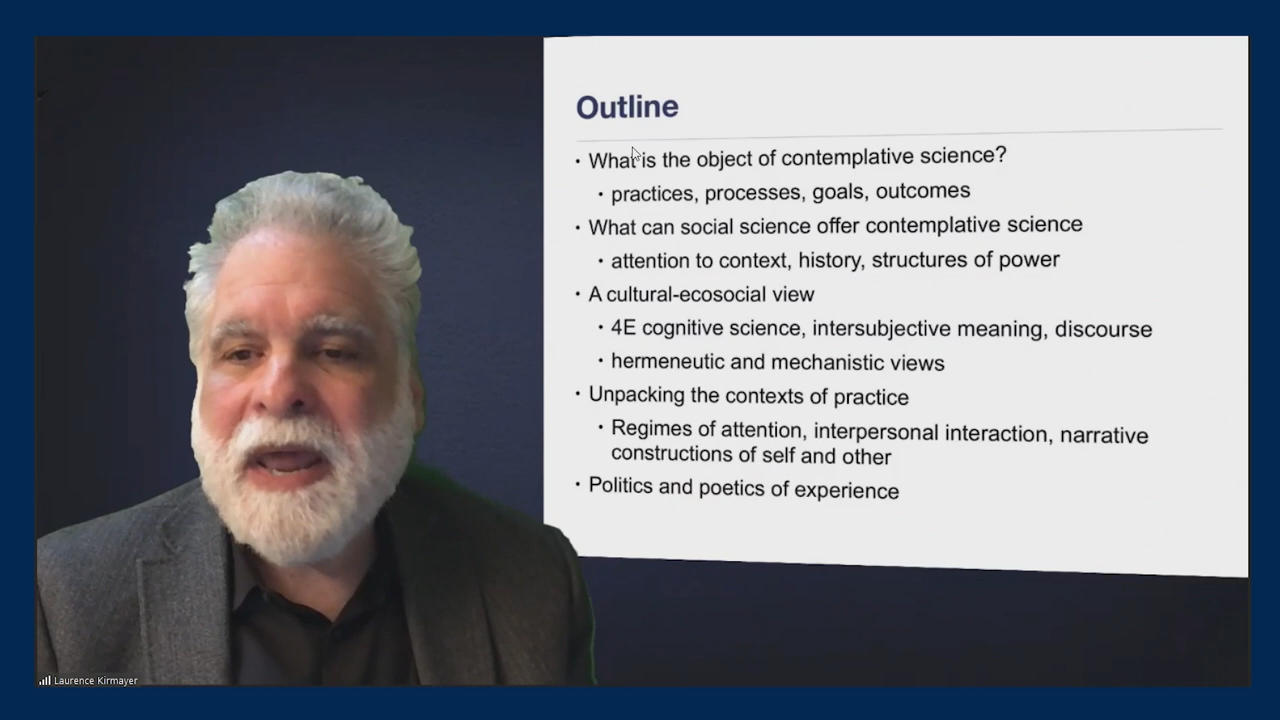 Outline
• What is the object of contemplative science?
• practices, processes, goals, outcomes
• What can social science offer contemplative science
• attention to context, history, structures of power
• A cultural-ecosocial view
• 4E cognitive science, intersubjective meaning, discourse
• hermeneutic and mechanistic views
• Unpacking the contexts of practice
• Regimes of attention, interpersonal interaction, narrative
constructions of self and other
• Politics and poetics of experience
Laurence Kirmayer